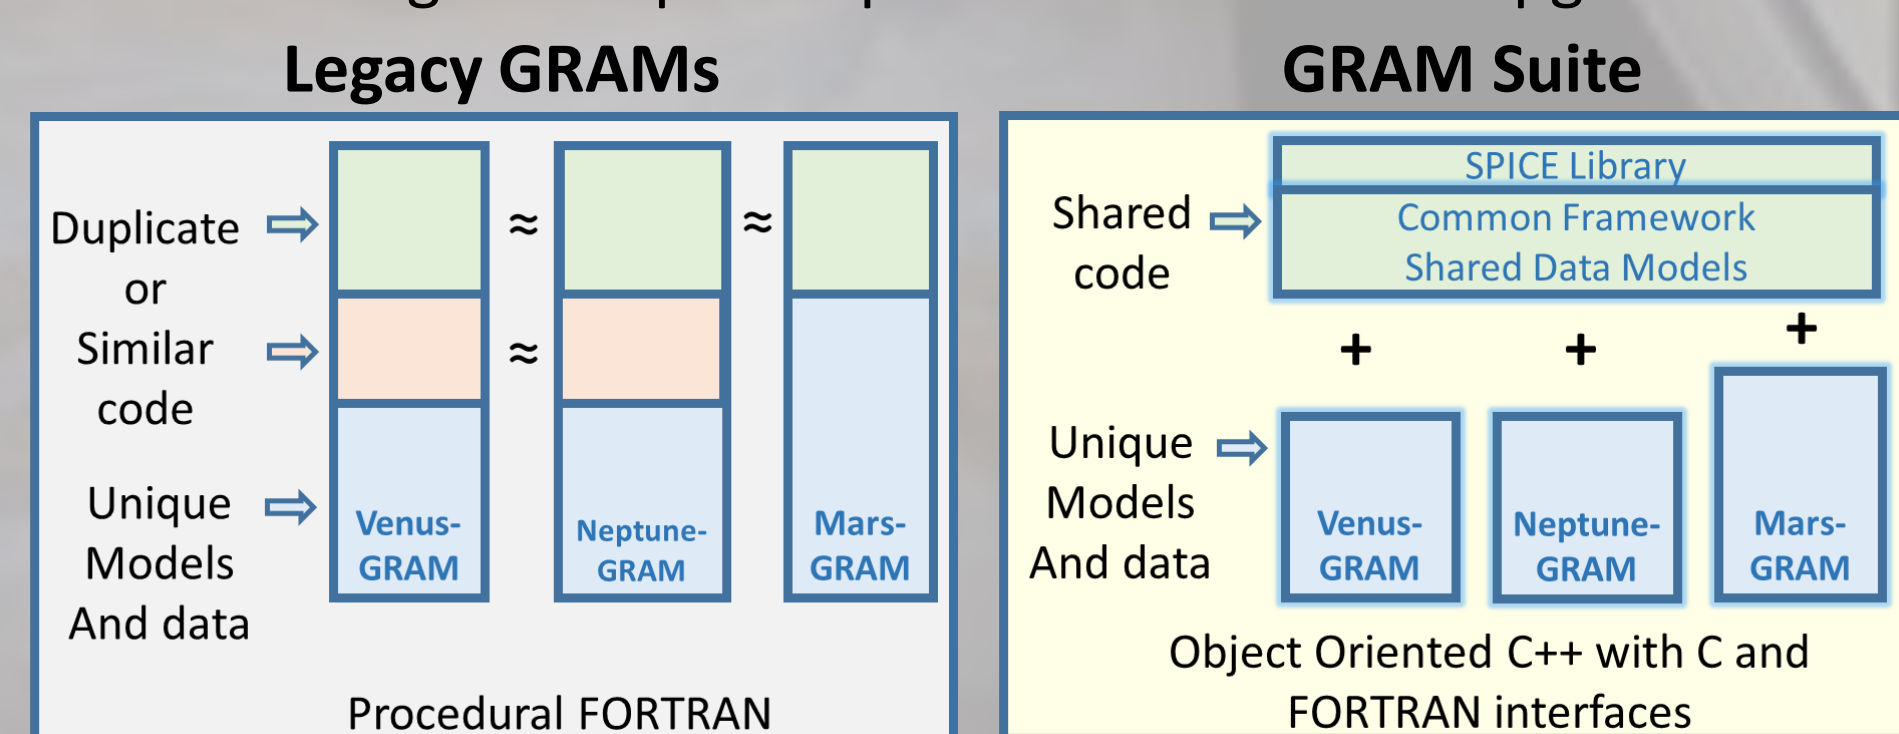 Legacy GRAMs
Duplicate
or
Similar
code
Unique
Models
And data
≈
≈
≈
Venus-
GRAM
Neptune-
GRAM
Mars-
GRAM
Procedural FORTRAN
GRAM Suite
Shared
code
SPICE Library
Common Framework
Shared Data Models
+
+
+
Unique
Models
And data
Venus-
GRAM
Neptune-
GRAM
Mars-
GRAM
Object Oriented C++ with C and
FORTRAN interfaces